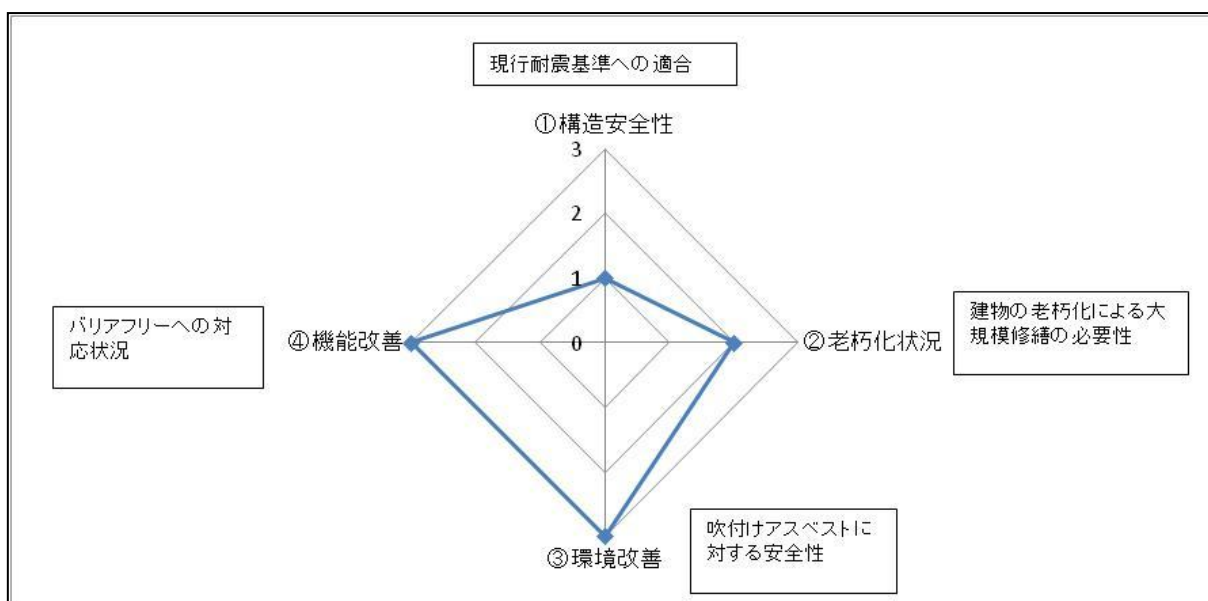 現行耐震基準への適合
①構造安全性
3
2
1
0
バリアフリーへの対
応状況
④機能改善
②老朽化状況
建物の老朽化による大
規模修繕の必要性
③環境改善
吹付けアスベストに
対する安全性